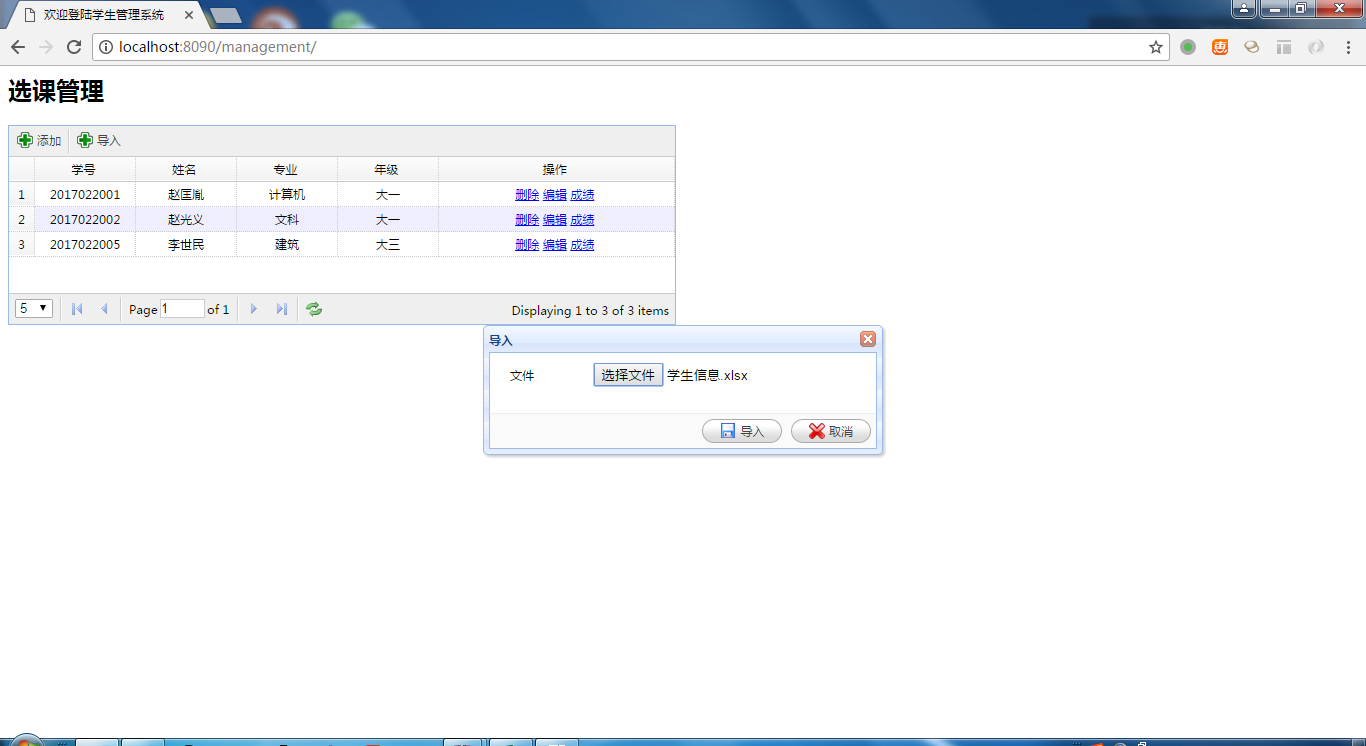 欢迎登陆学生管理系统
localhost:8090/management/
选课管理
添加 导入
学号 姓名 专业 年级 操作
1 2017022001 赵匡胤 计算机 大一 删除 编辑 成绩
2 2017022002 赵光义 文科 大一 删除 编辑 成绩
3 2017022005 李世民 建筑 大三 删除 编辑 成绩
5 Page 1 of 1 Displaying 1 to 3 of 3 items
导入
文件 选择文件 学生信息.xlsx
导入 取消